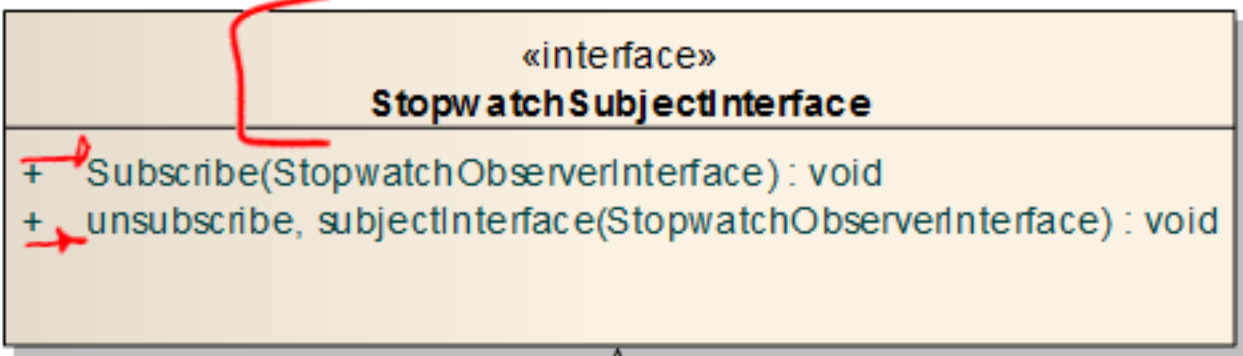 «interface»
StopwatchSubjectInterface
+ Subscribe(StopwatchObserverInterface) : void
+ unsubscribe, subjectInterface(StopwatchObserverInterface) : void